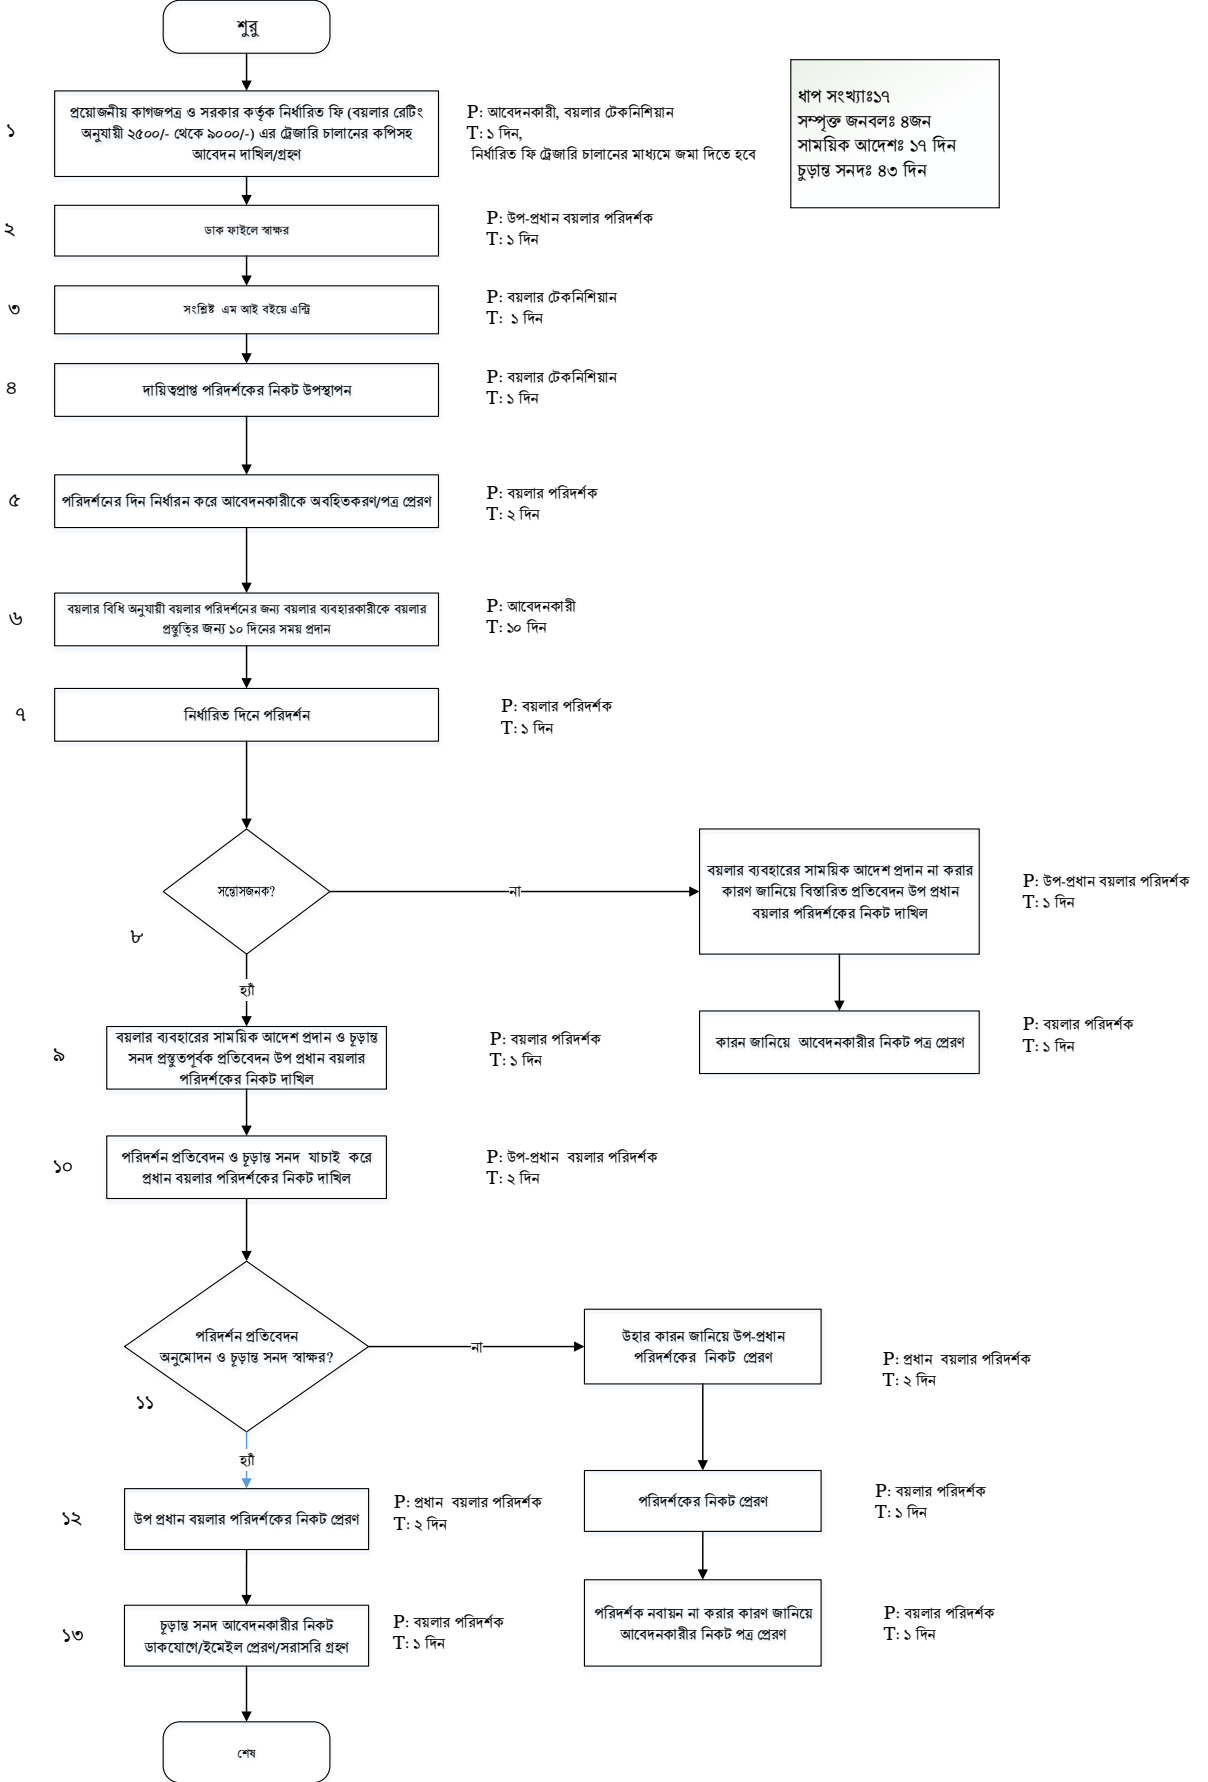 শুরু
ধাপ সংখ্যাঃ১৭
সম্পৃক্ত জনবলঃ ৪জন
সাময়িক আদেশঃ ১৭ দিন
চুড়ান্ত সনদঃ ৪৩ দিন
১
প্রয়োজনীয় কাগজপত্র ও সরকার কর্তৃক নির্ধারিত ফি (বয়লার রেটিং
অনুযায়ী ২৫০০/- থেকে ৯০০০/-) এর ট্রেজারি চালানের কপিসহ
আবেদন দাখিল/গ্রহণ
P: আবেদনকারী, বয়লার টেকনিশিয়ান
T: ১ দিন,
নির্ধারিত ফি ট্রেজারি চালানের মাধ্যমে জমা দিতে হবে
২
ডাক ফাইলে স্বাক্ষর
P: উপ-প্রধান বয়লার পরিদর্শক
T: ১ দিন
৩
সংশ্লিষ্ট এম আই বইয়ে এন্ট্রি
P: বয়লার টেকনিশিয়ান
T: ১ দিন
৪
দায়িত্বপ্রাপ্ত পরিদর্শকের নিকট উপস্থাপন
P: বয়লার টেকনিশিয়ান
T: ১ দিন
৫
পরিদর্শনের দিন নির্ধারন করে আবেদনকারীকে অবহিতকরণ/পত্র প্রেরণ
P: বয়লার পরিদর্শক
T: ২ দিন
৬
বয়লার বিধি অনুযায়ী বয়লার পরিদর্শনের জন্য বয়লার ব্যবহারকারীকে বয়লার
প্রস্তুতির জন্য ১০ দিনের সময় প্রদান
P: আবেদনকারী
T: ১০ দিন
৭
নির্ধারিত দিনে পরিদর্শন
P: বয়লার পরিদর্শক
T: ১ দিন
৮
সন্তোসজনক?
না
বয়লার ব্যবহারের সাময়িক আদেশ প্রদান না করার
কারণ জানিয়ে বিস্তারিত প্রতিবেদন উপ প্রধান
বয়লার পরিদর্শকের নিকট দাখিল
P: উপ-প্রধান বয়লার পরিদর্শক
T: ১ দিন
হ্যাঁ
কারন জানিয়ে আবেদনকারীর নিকট পত্র প্রেরণ
P: বয়লার পরিদর্শক
T: ১ দিন
৯
বয়লার ব্যবহারের সাময়িক আদেশ প্রদান ও চূড়ান্ত
সনদ প্রস্তুতপূর্বক প্রতিবেদন উপ প্রধান বয়লার
পরিদর্শকের নিকট দাখিল
P: বয়লার পরিদর্শক
T: ১ দিন
১০
পরিদর্শন প্রতিবেদন ও চূড়ান্ত সনদ যাচাই করে
প্রধান বয়লার পরিদর্শকের নিকট দাখিল
P: উপ-প্রধান বয়লার পরিদর্শক
T: ২ দিন
১১
পরিদর্শন প্রতিবেদন
অনুমোদন ও চূড়ান্ত সনদ স্বাক্ষর?
না
উহার কারন জানিয়ে উপ-প্রধান
পরিদর্শকের নিকট প্রেরণ
P: প্রধান বয়লার পরিদর্শক
T: ২ দিন
হ্যাঁ
পরিদর্শকের নিকট প্রেরণ
P: বয়লার পরিদর্শক
T: ১ দিন
১২
উপ প্রধান বয়লার পরিদর্শকের নিকট প্রেরণ
P: প্রধান বয়লার পরিদর্শক
T: ২ দিন
পরিদর্শক নবায়ন না করার কারণ জানিয়ে
আবেদনকারীর নিকট পত্র প্রেরণ
P: বয়লার পরিদর্শক
T: ১ দিন
১৩
চূড়ান্ত সনদ আবেদনকারীর নিকট
ডাকযোগে/ইমেইল প্রেরণ/সরাসরি গ্রহণ
P: বয়লার পরিদর্শক
T: ১ দিন
শেষ